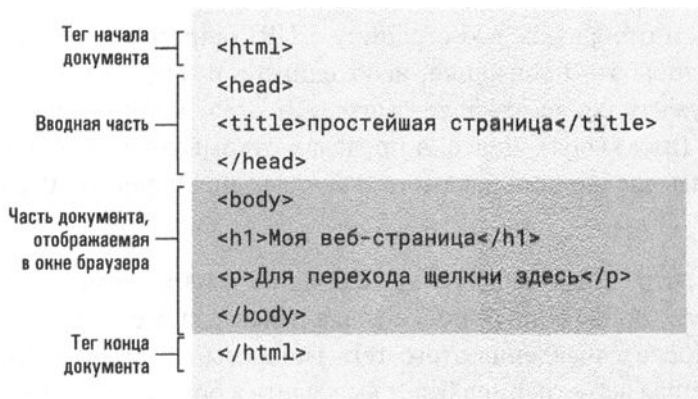 Тег начала
документа
<html>
Вводная часть
<head>
<title>простейшая страница</title>
</head>
Часть документа,
отображаемая
в окне браузера
<body>
<h1>Моя веб-страница</h1>
<p>Для перехода щелкни здесь</p>
</body>
Тег конца
документа
</html>